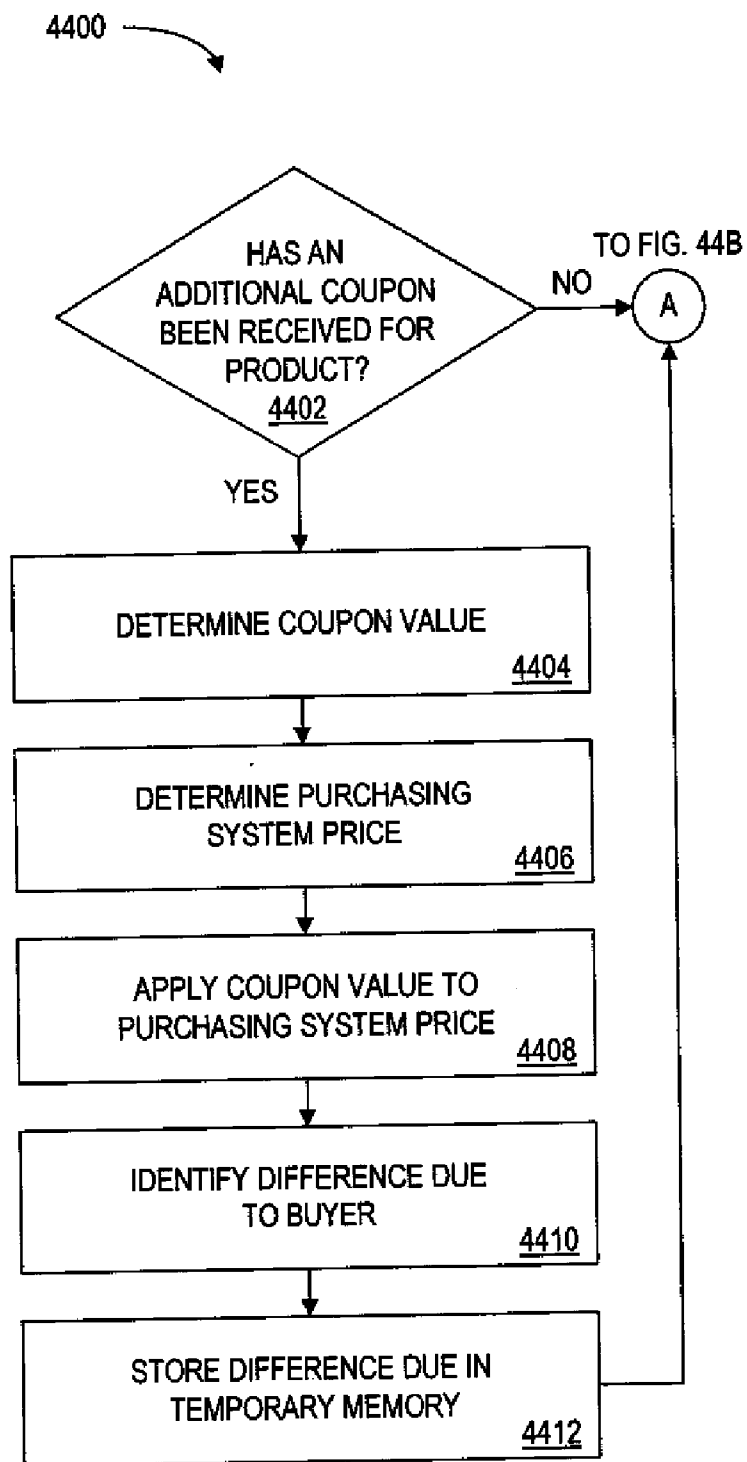 4400
HAS AN
ADDITIONAL COUPON
BEEN RECEIVED FOR
PRODUCT?
4402
TO FIG. 44B
NO
A
YES
DETERMINE COUPON VALUE
4404
DETERMINE PURCHASING
SYSTEM PRICE
4406
APPLY COUPON VALUE TO
PURCHASING SYSTEM PRICE
4408
IDENTIFY DIFFERENCE DUE
TO BUYER
4410
STORE DIFFERENCE DUE IN
TEMPORARY MEMORY
4412